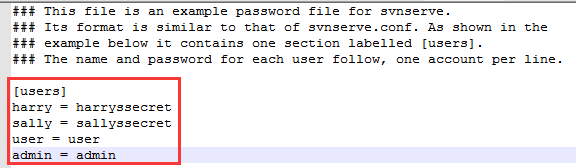 ### This file is an example password file for svnserve.
### Its format is similar to that of svnserve.conf. As shown in the
### example below it contains one section labelled [users].
### The name and password for each user follow, one account per line.
[users]
harry = harryssecret
sally = sallyssecret
user = user
admin = admin